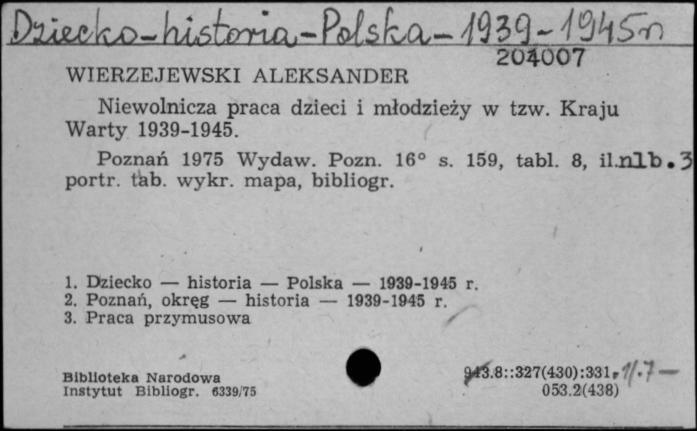 Dziecko-historia-Polska-1939-1945r
204007
WIERZEJEWSKI ALEKSANDER
Niewolnicza praca dzieci i młodzieży w tzw. Kraju
Warty 1939-1945.
Poznań 1975 Wydaw. Pozn. 16° s. 159, tabl. 8, il.nlb.3
portr. tab. wykr. mapa, bibliogr.
1. Dziecko — historia — Polska — 1939-1945 r.
2. Poznań, okręg — historia — 1939-1945 r.
3. Praca przymusowa
Biblioteka Narodowa
Instytut Bibliogr. 6339/75
943.8::327(430):331.
053.2(438)